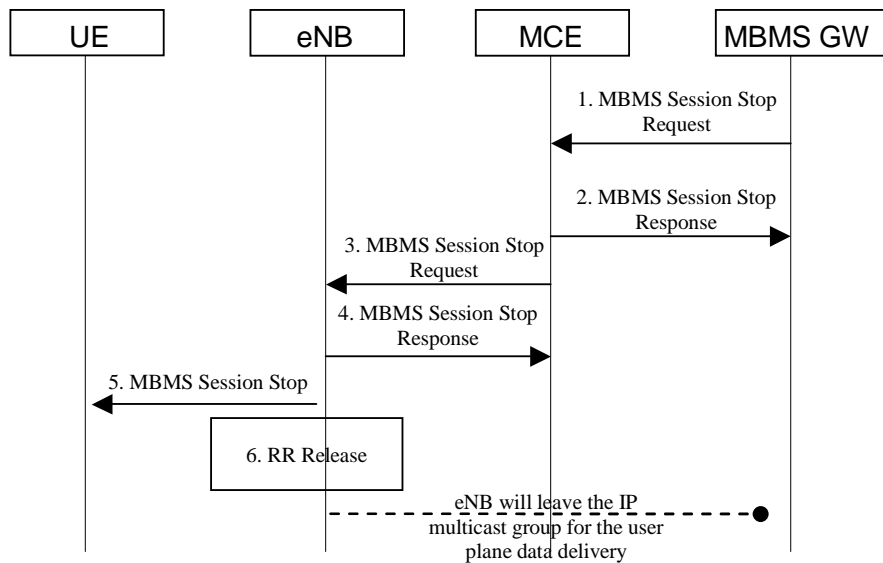 UE
eNB
MCE
MBMS GW
1. MBMS Session Stop
Request
2. MBMS Session Stop
Response
3. MBMS Session Stop
Request
4. MBMS Session Stop
Response
5. MBMS Session Stop
6. RR Release
eNB will leave the IP
multicast group for the user
plane data delivery